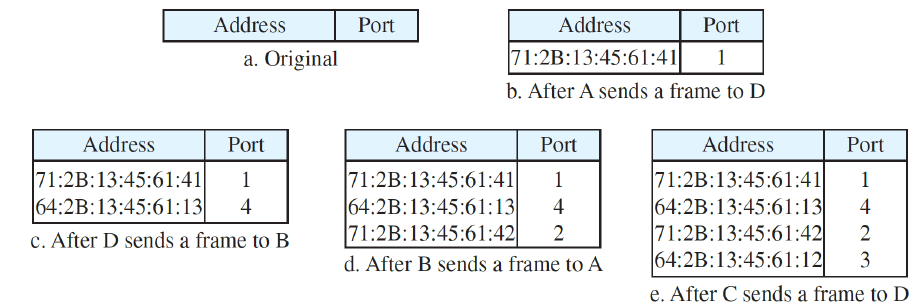 Address Port
a. Original
Address Port
71:2B:13:45:61:41 1
b. After A sends a frame to D
Address Port
71:2B:13:45:61:41 1
64:2B:13:45:61:13 4
c. After D sends a frame to B
Address Port
71:2B:13:45:61:41 1
64:2B:13:45:61:13 4
71:2B:13:45:61:42 2
d. After B sends a frame to A
Address Port
71:2B:13:45:61:41 1
64:2B:13:45:61:13 4
71:2B:13:45:61:42 2
64:2B:13:45:61:12 3
e. After C sends a frame to D